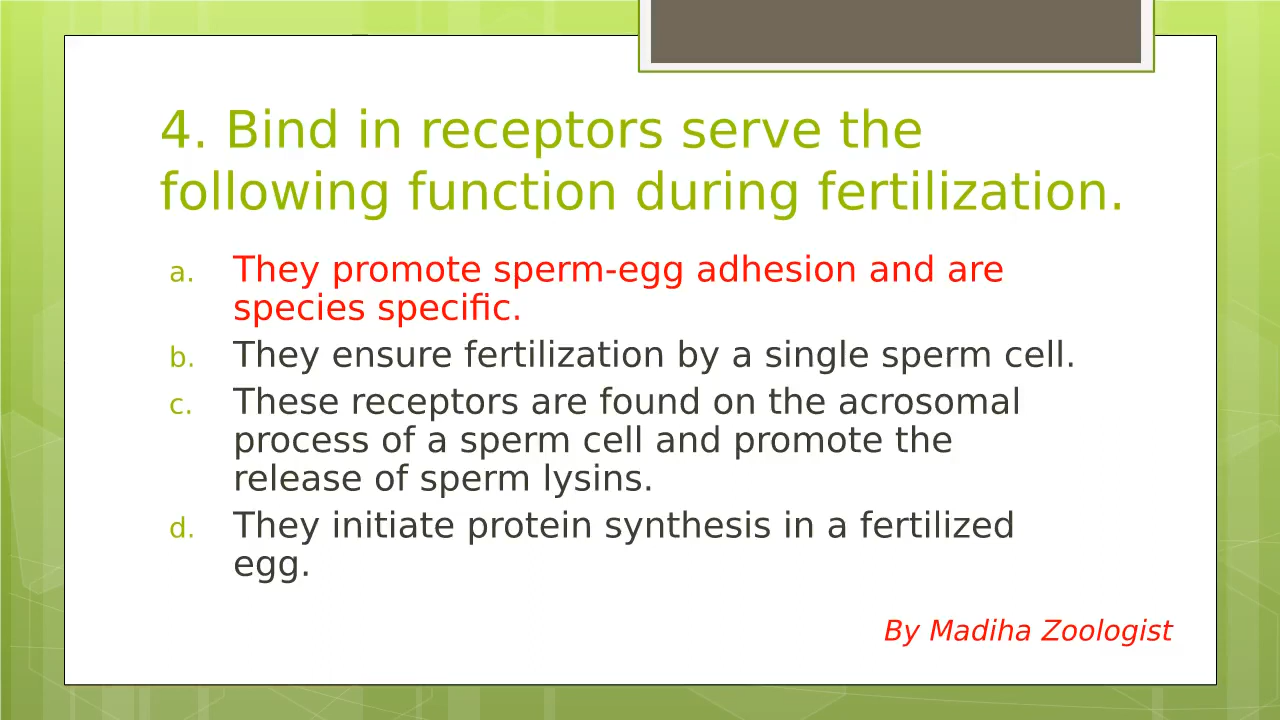 4. Bind in receptors serve the
following function during fertilization.
a. They promote sperm-egg adhesion and are
species specific.
b. They ensure fertilization by a single sperm cell.
c. These receptors are found on the acrosomal
process of a sperm cell and promote the
release of sperm lysins.
d. They initiate protein synthesis in a fertilized
egg.
By Madiha Zoologist